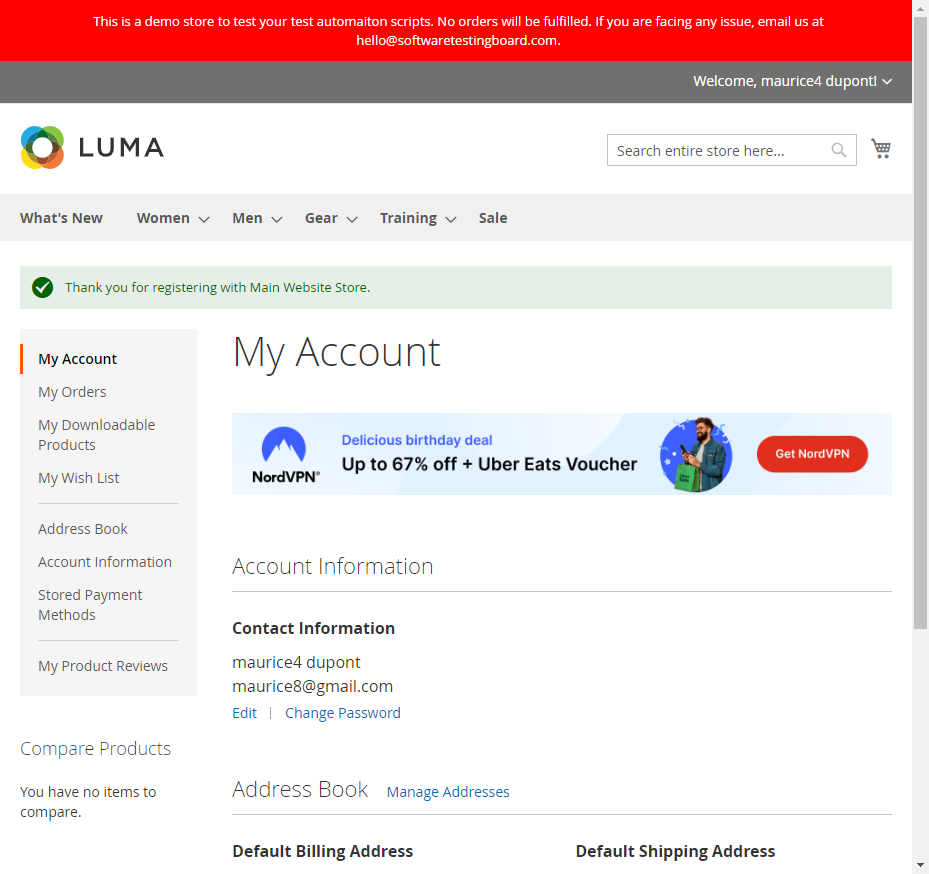 This is a demo store to test your test automaiton scripts. No orders will be fulfilled. If you are facing any issue, email us at
hello@softwaretestingboard.com.
Welcome, maurice4 dupont!
LUMA
Search entire store here...
What's New
Women
Men
Gear
Training
Sale
Thank you for registering with Main Website Store.
My Account
My Orders
My Downloadable
Products
My Wish List
Address Book
Account Information
Stored Payment
Methods
My Product Reviews
Compare Products
You have no items to
compare.
My Account
NordVPN®
Delicious birthday deal
Up to 67% off + Uber Eats Voucher
Get NordVPN
Account Information
Contact Information
maurice4 dupont
maurice8@gmail.com
Edit | Change Password
Address Book Manage Addresses
Default Billing Address
Default Shipping Address